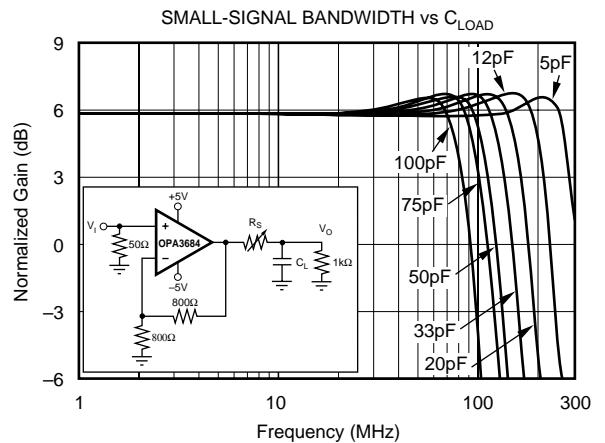 SMALL-SIGNAL BANDWIDTH vs CLOAD
9
6
3
0
–3
–6
Normalized Gain (dB)
12pF
5pF
100pF
75pF
50pF
33pF
20pF
+5V
VI
50Ω
OPA3684
RS
VO
CL
1kΩ
–5V
800Ω
800Ω
1
10
100
300
Frequency (MHz)